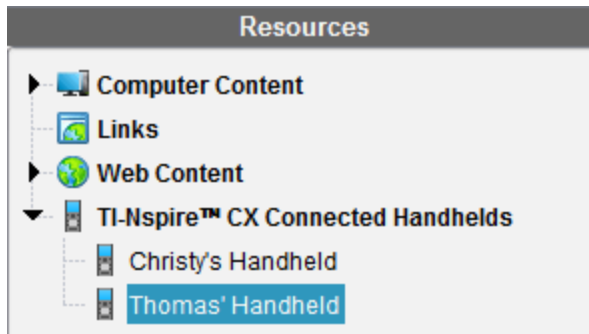 Resources
Computer Content
Links
Web Content
TI-Nspire™ CX Connected Handhelds
Christy's Handheld
Thomas' Handheld